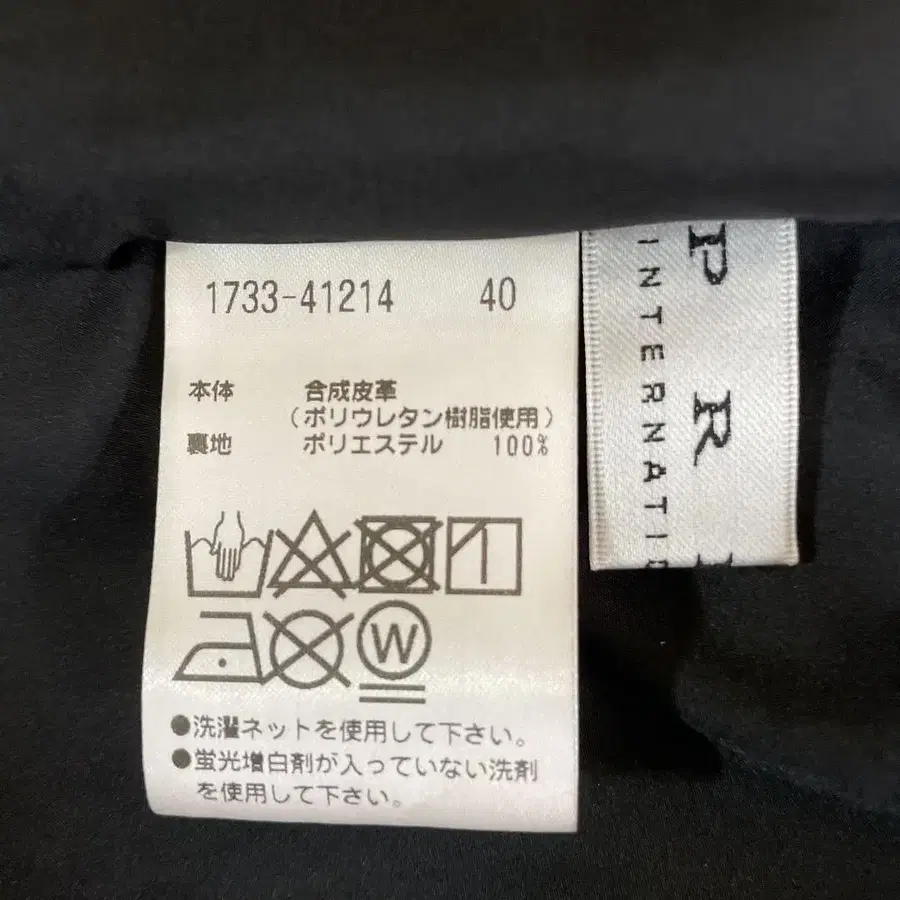 1733-41214 40
本体 合成皮革
(ポリウレタン樹脂使用)
裏地 ポリエステル 100%
W
●洗濯ネットを使用して下さい。
●蛍光増白剤が入っていない洗剤
を使用して下さい。
P R
INTERNATIO